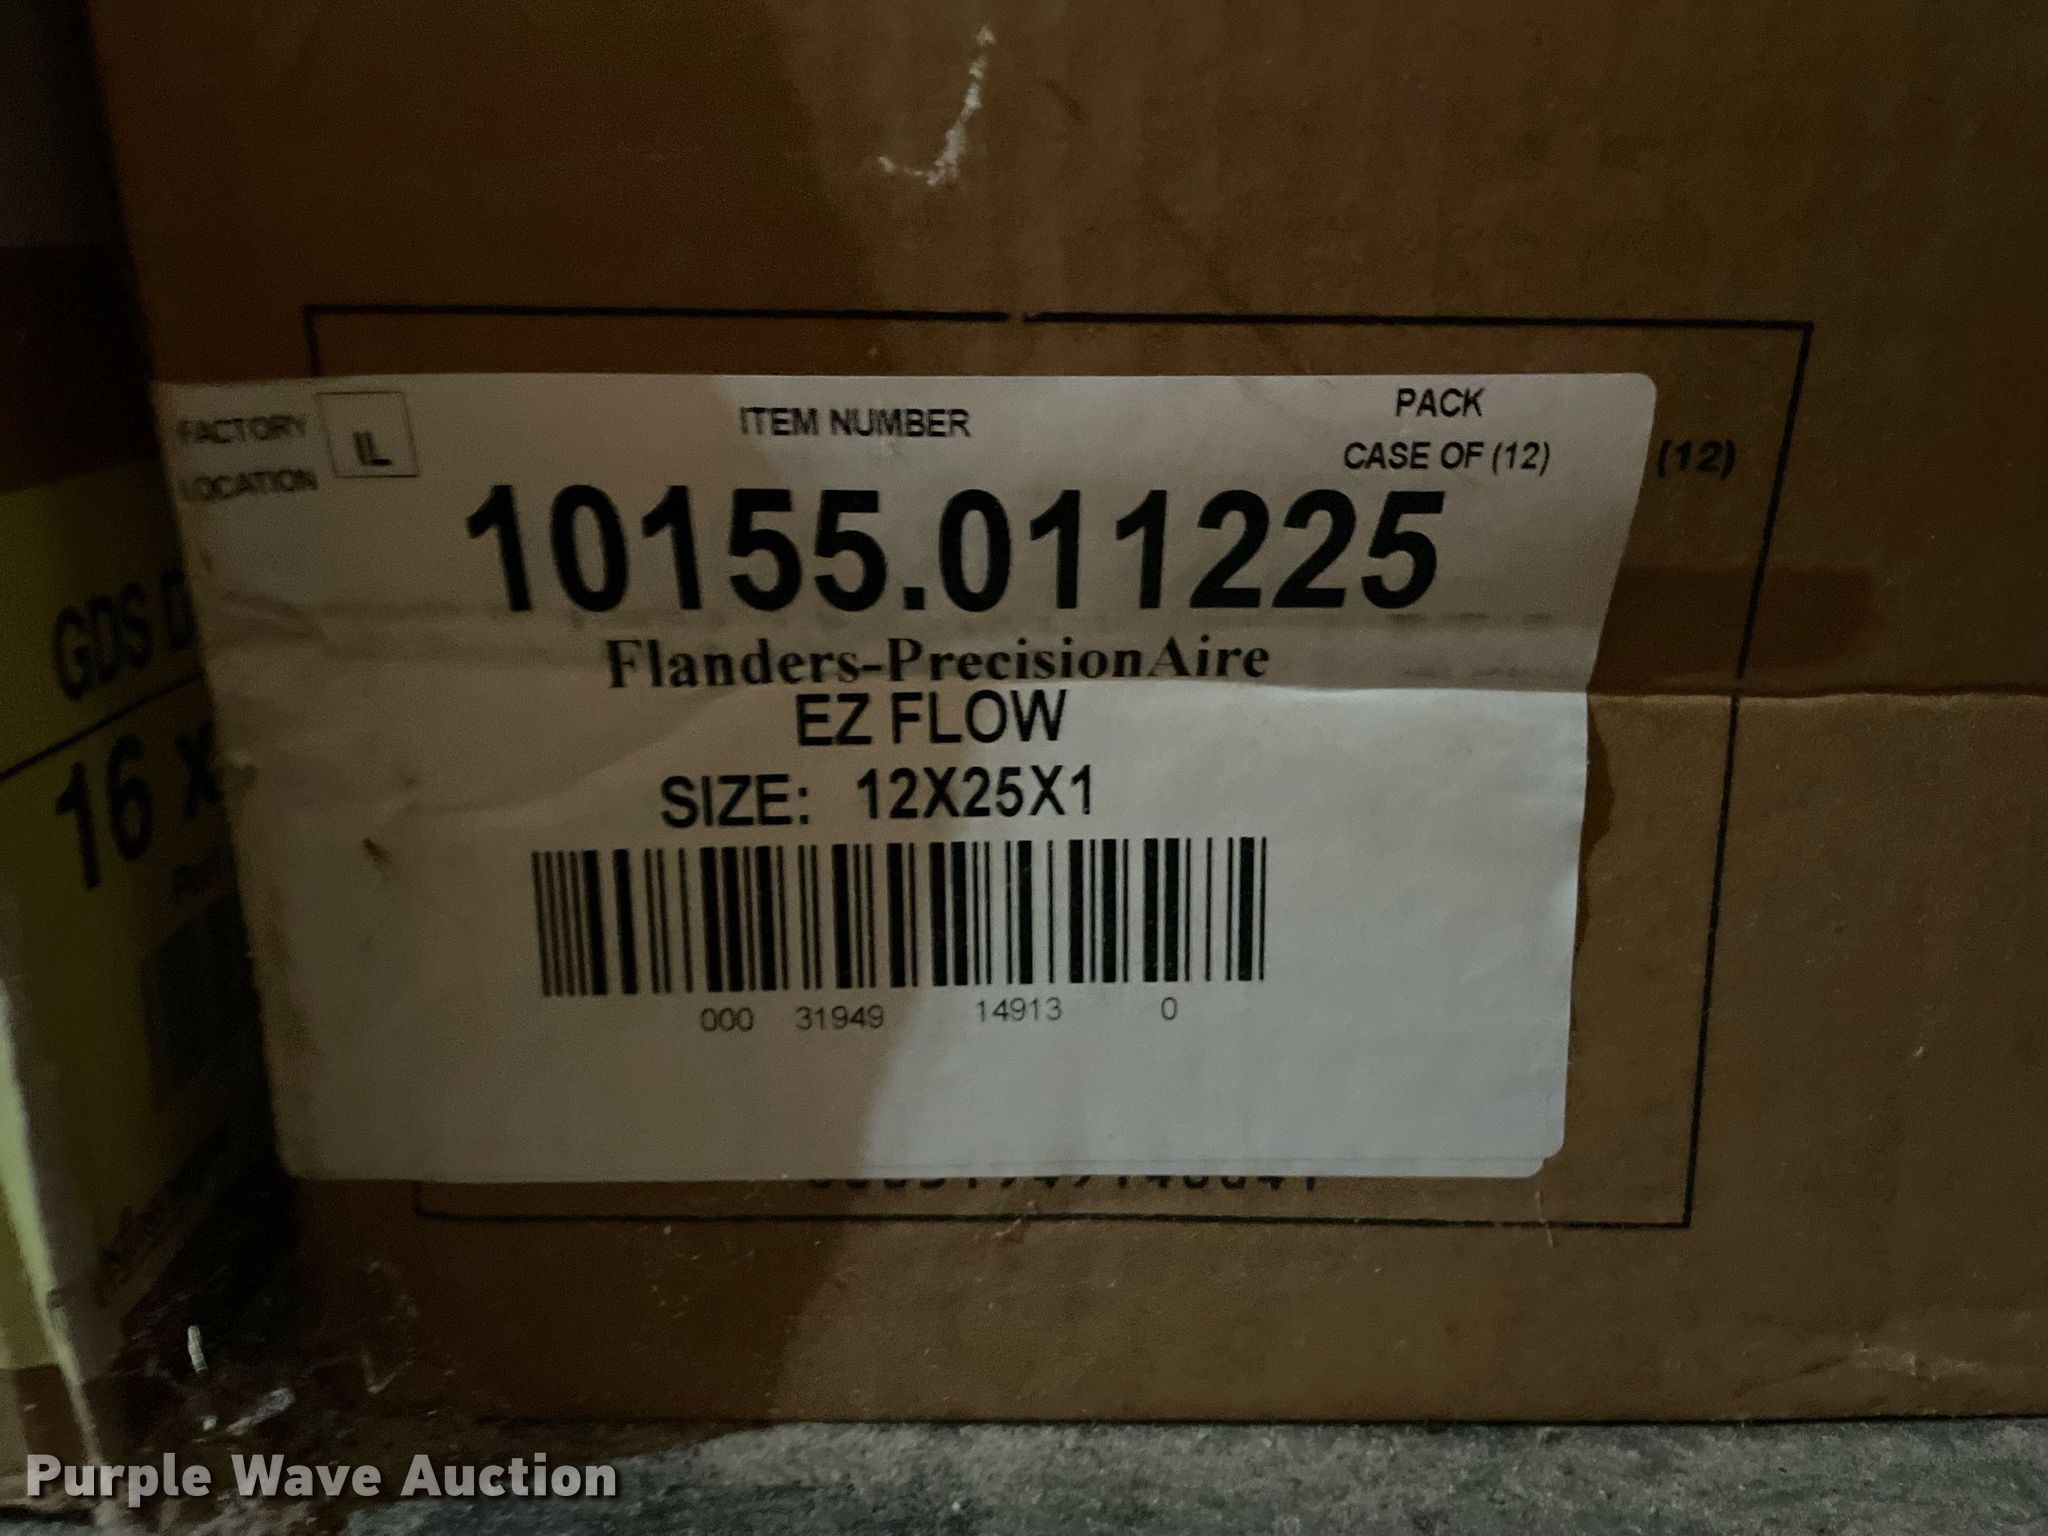 FACTORY
LOCATION
IL
ITEM NUMBER
PACK
CASE OF (12)
(12)
10155.011225
Flanders-PrecisionAire
EZ FLOW
SIZE: 12X25X1
000 31949 14913 0
GDS
16 X
Purple Wave Auction